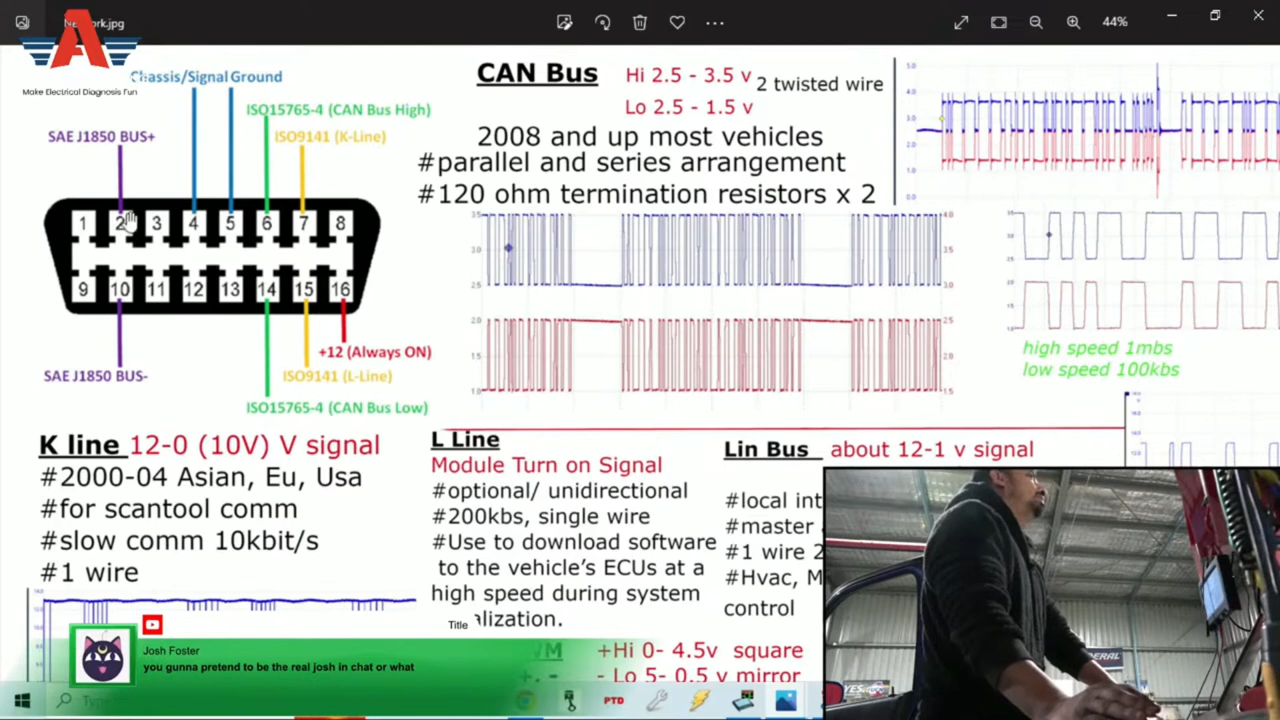 44%
Make Electrical Diagnosis Fun
Chassis/Signal Ground
ISO15765-4 (CAN Bus High)
SAE J1850 BUS+
ISO9141 (K-Line)
1 2 3 4 5 6 7 8
9 10 11 12 13 14 15 16
+12 (Always ON)
SAE J1850 BUS-
ISO9141 (L-Line)
ISO15765-4 (CAN Bus Low)
CAN Bus
Hi 2.5 - 3.5 v
Lo 2.5 - 1.5 v
2 twisted wire
2008 and up most vehicles
#parallel and series arrangement
#120 ohm termination resistors x 2
high speed 1mbs
low speed 100kbs
K line 12-0 (10V) V signal
#2000-04 Asian, Eu, Usa
#for scantool comm
#slow comm 10kbit/s
#1 wire
L Line
Module Turn on Signal
#optional/ unidirectional
#200kbs, single wire
#Use to download software
to the vehicle's ECUs at a
high speed during system
Title
Lin Bus about 12-1 v signal
#local int
#master
#1 wire 2
#Hvac, M
control
+Hi 0- 4.5v square
- Lo 5- 0.5 v mirror
Josh Foster
you gunna pretend to be the real josh in chat or what
PTD